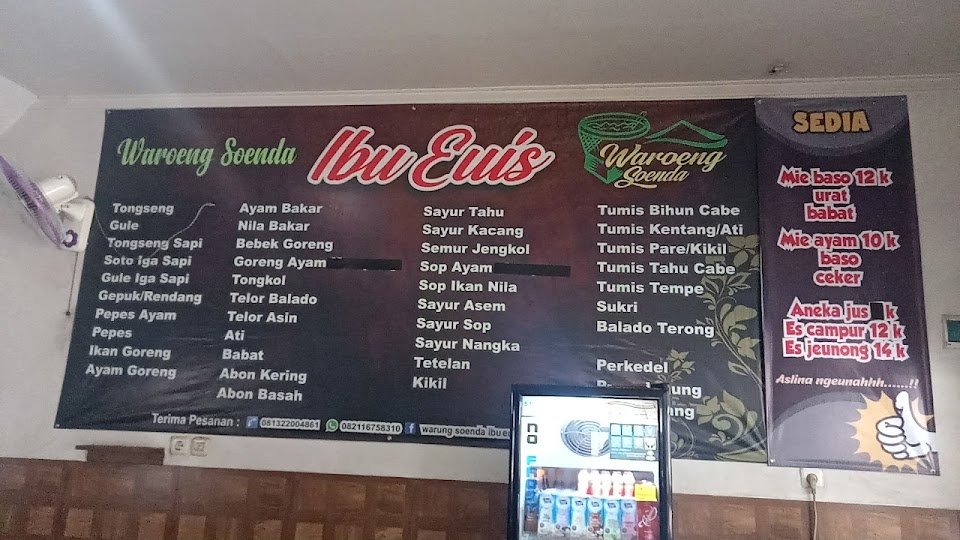 Waroeng Soenda
Ibu Euis
Waroeng
Soenda
Tongseng
Gule
Tongseng Sapi
Soto Iga Sapi
Gule Iga Sapi
Gepuk/Rendang
Pepes Ayam
Pepes
Ikan Goreng
Ayam Goreng
Ayam Bakar
Nila Bakar
Bebek Goreng
Goreng Ayam
Tongkol
Telor Balado
Telor Asin
Ati
Babat
Abon Kering
Abon Basah
Sayur Tahu
Sayur Kacang
Semur Jengkol
Sop Ayam
Sop Ikan Nila
Sayur Asem
Sayur Sop
Sayur Nangka
Tetelan
Kikil
Tumis Bihun Cabe
Tumis Kentang/Ati
Tumis Pare/Kikil
Tumis Tahu Cabe
Tumis Tempe
Sukri
Balado Terong
Perkedel
Terima Pesanan : 081322004861 082116758310 warung soenda ibu
SEDIA
Mie baso 12 k
urat
babat
Mie ayam 10 k
baso
ceker
Aneka jus k
Es campur 12 k
Es jeunong 14 k
Aslina ngeunahhh......!!